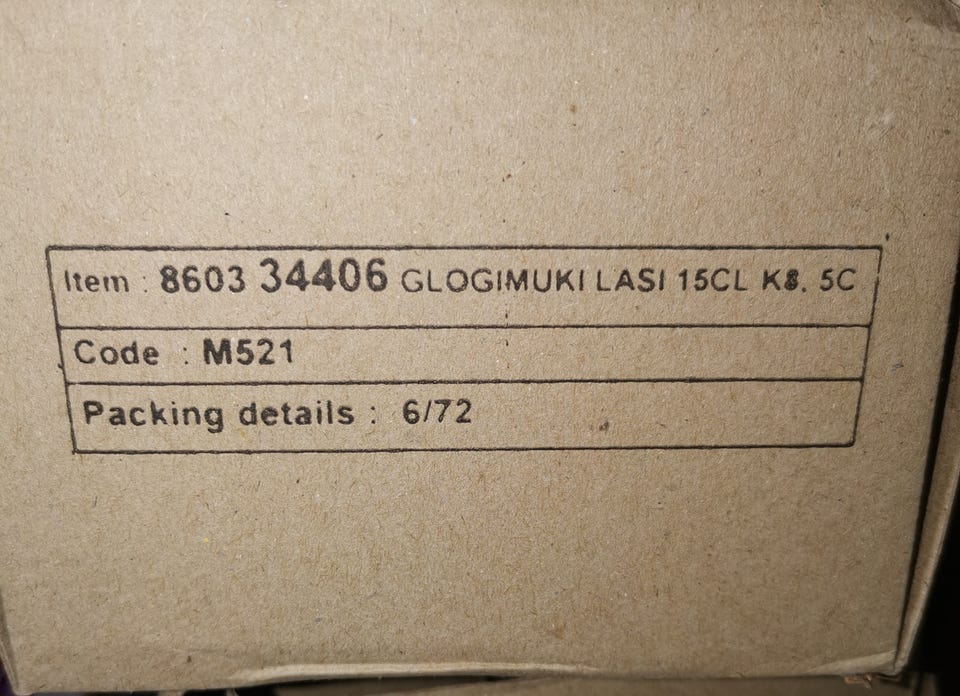 Item : 8603 34406 GLOGIMUKI LASI 15CL K8. 5C
Code : M521
Packing details : 6/72